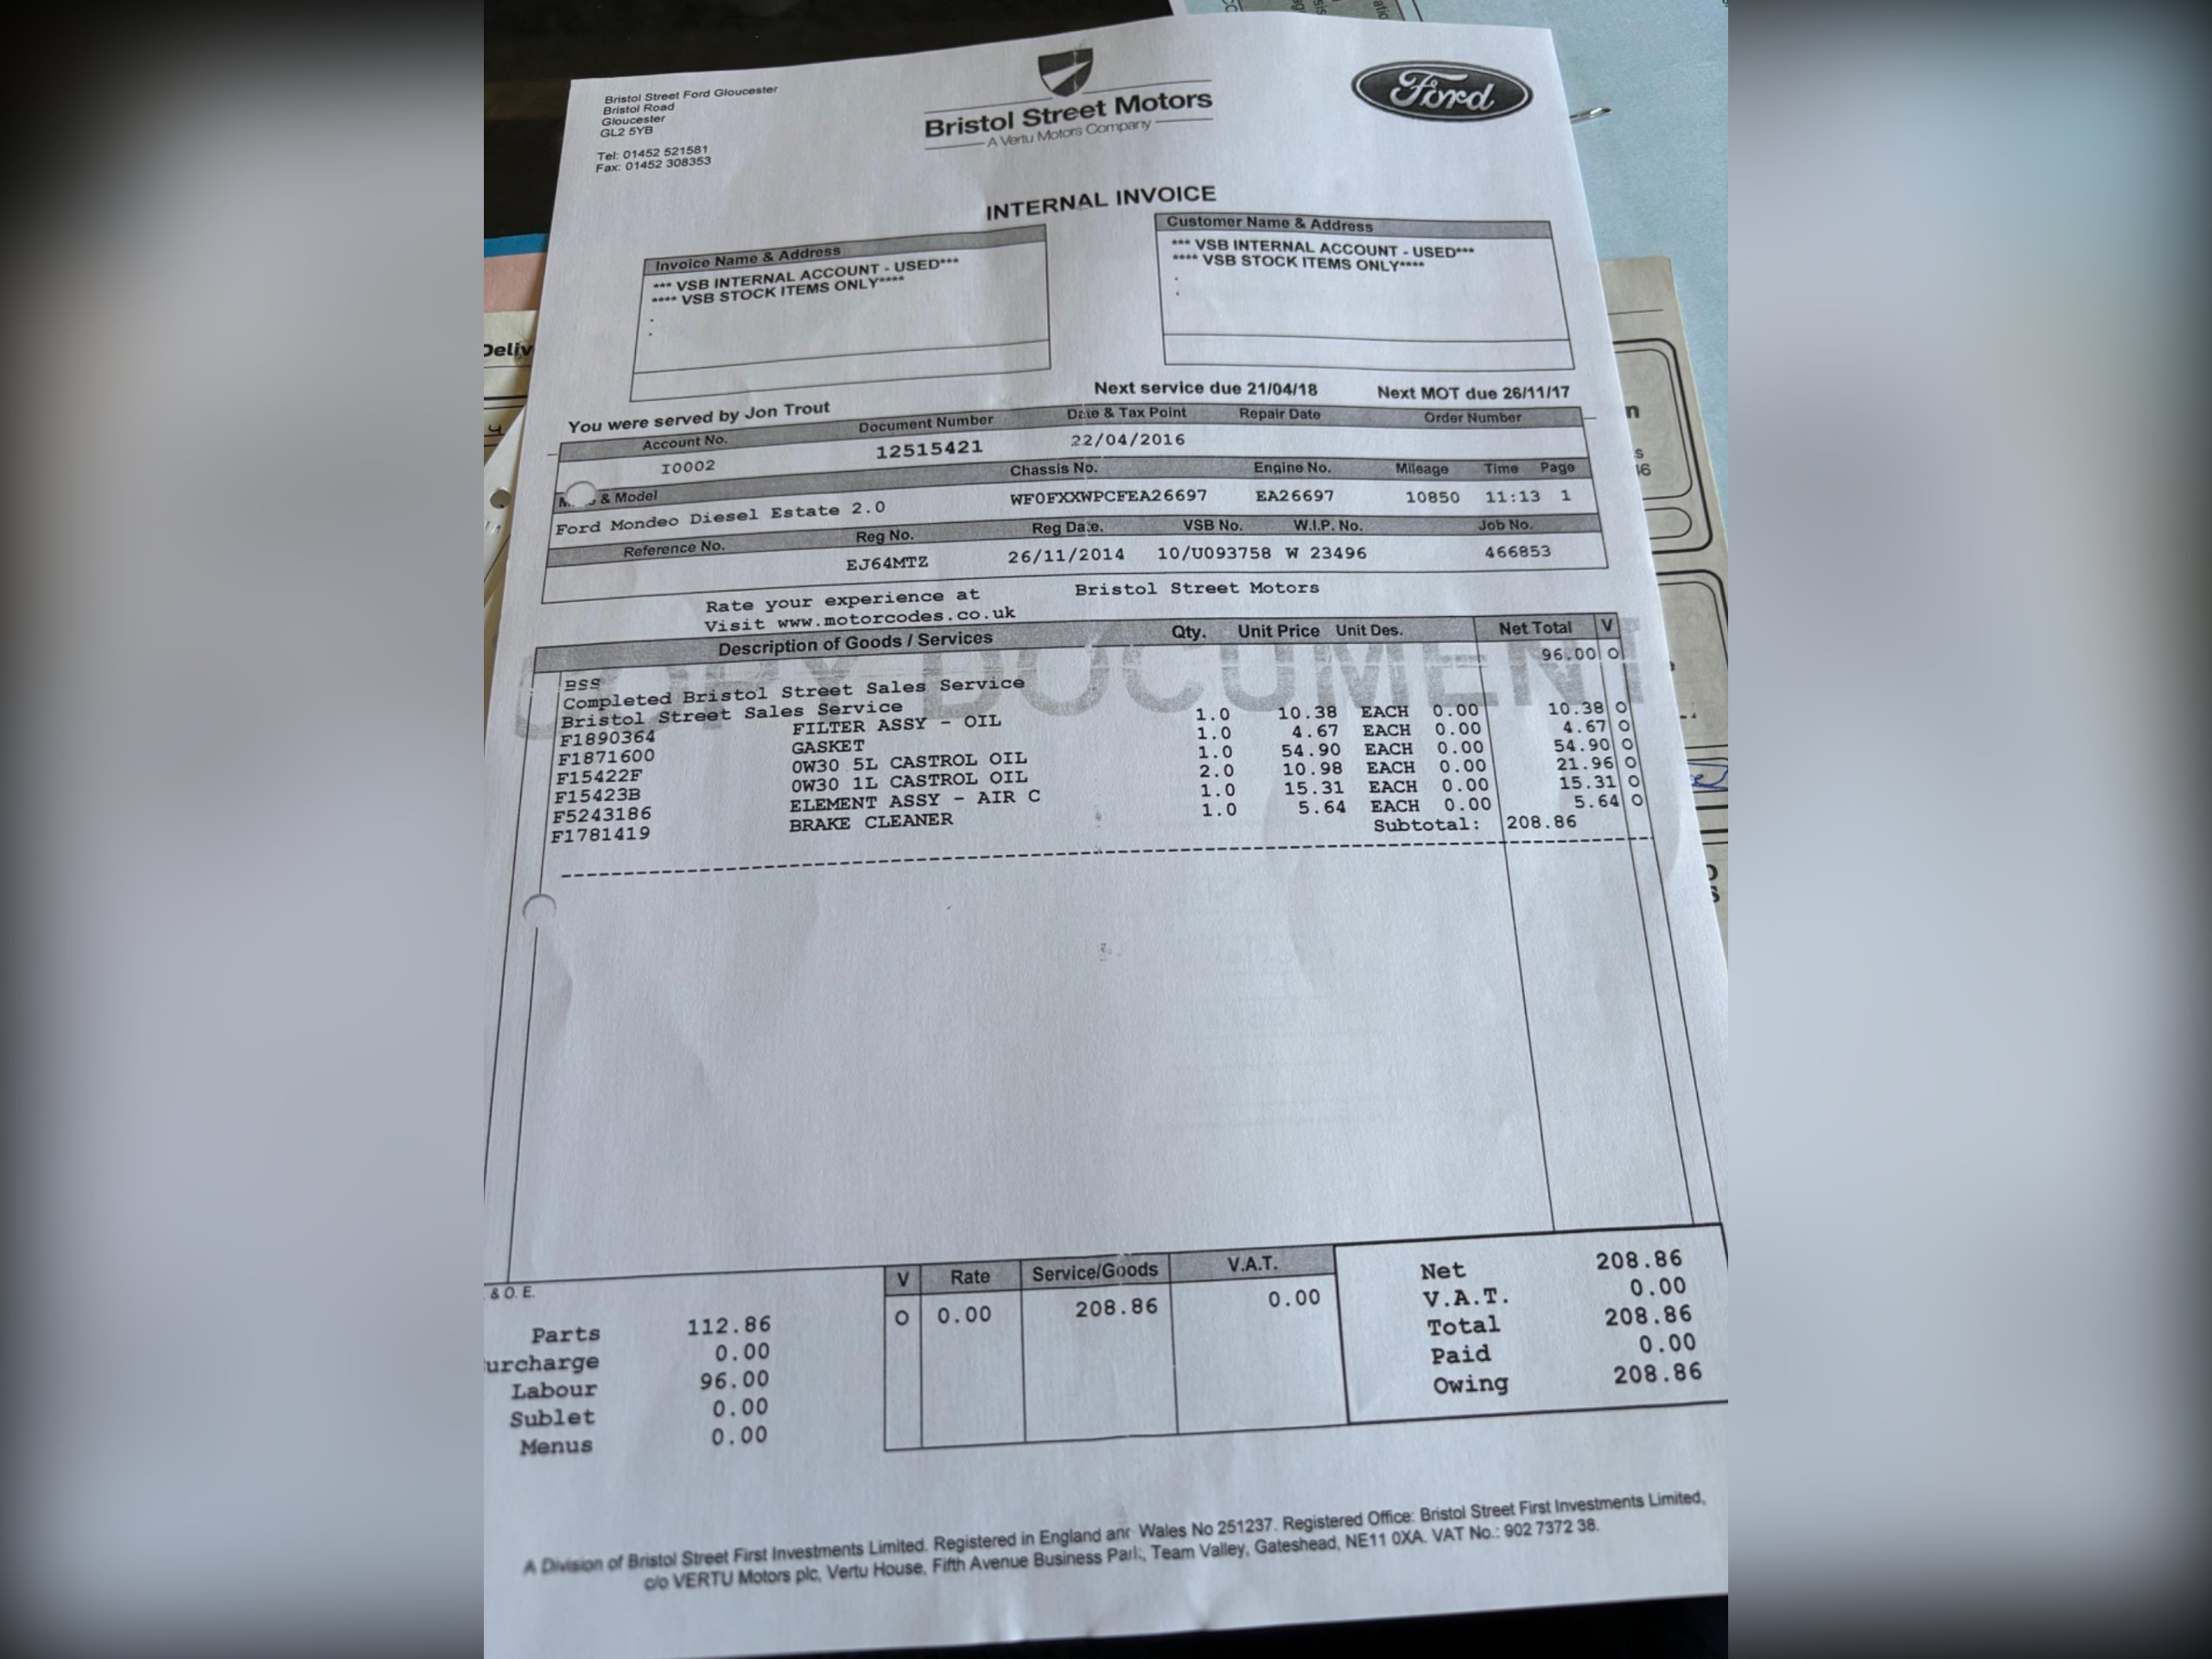 Bristol Street Ford Gloucester
Bristol Road
Gloucester
GL2 5YB
Tel: 01452 521581
Fax: 01452 308353
Bristol Street Motors
A Vertu Motors Company
Ford
INTERNAL INVOICE
Invoice Name & Address
*** VSB INTERNAL ACCOUNT - USED***
**** VSB STOCK ITEMS ONLY****
.
.
Customer Name & Address
*** VSB INTERNAL ACCOUNT - USED***
**** VSB STOCK ITEMS ONLY****
.
.
Next service due 21/04/18 Next MOT due 26/11/17
You were served by Jon Trout
Account No. Document Number Date & Tax Point Repair Date Order Number
I0002 12515421 22/04/2016
& Model Chassis No. Engine No. Mileage Time Page
Ford Mondeo Diesel Estate 2.0 WF0FXXWPCFEA26697 EA26697 10850 11:13 1
Reference No. Reg No. Reg Date. VSB No. W.I.P. No. Job No.
EJ64MTZ 26/11/2014 10/U093758 W 23496 466853
Rate your experience at Bristol Street Motors
Visit www.motorcodes.co.uk
Description of Goods / Services Qty. Unit Price Unit Des. Net Total V
COPY DOCUMENT
BSS 96.00 O
Completed Bristol Street Sales Service
Bristol Street Sales Service
F1890364 FILTER ASSY - OIL 1.0 10.38 EACH 0.00 10.38 O
F1871600 GASKET 1.0 4.67 EACH 0.00 4.67 O
F15422F 0W30 5L CASTROL OIL 1.0 54.90 EACH 0.00 54.90 O
F15423B 0W30 1L CASTROL OIL 2.0 10.98 EACH 0.00 21.96 O
F5243186 ELEMENT ASSY - AIR C 1.0 15.31 EACH 0.00 15.31 O
F1781419 BRAKE CLEANER 1.0 5.64 EACH 0.00 5.64 O
Subtotal: 208.86
& O. E.
Parts 112.86
urcharge 0.00
Labour 96.00
Sublet 0.00
Menus 0.00
V Rate Service/Goods V.A.T.
O 0.00 208.86 0.00
Net 208.86
V.A.T. 0.00
Total 208.86
Paid 0.00
Owing 208.86
A Division of Bristol Street First Investments Limited. Registered in England and Wales No 251237. Registered Office: Bristol Street First Investments Limited,
c/o VERTU Motors plc, Vertu House, Fifth Avenue Business Park, Team Valley, Gateshead, NE11 0XA. VAT No.: 902 7372 38.
Deliv